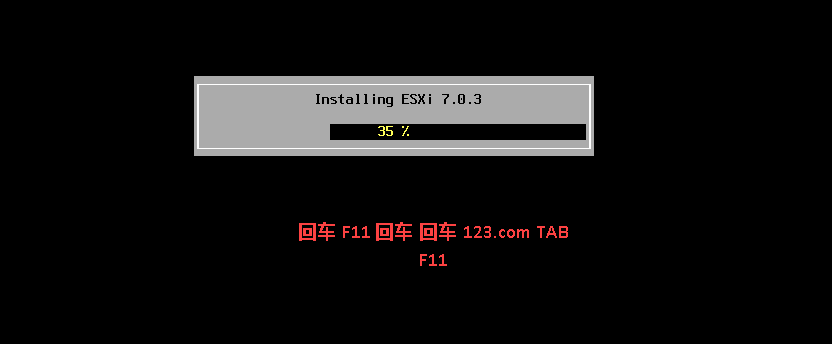 Installing ESXi 7.0.3
35 %
回车 F11 回车 回车 123.com TAB
F11